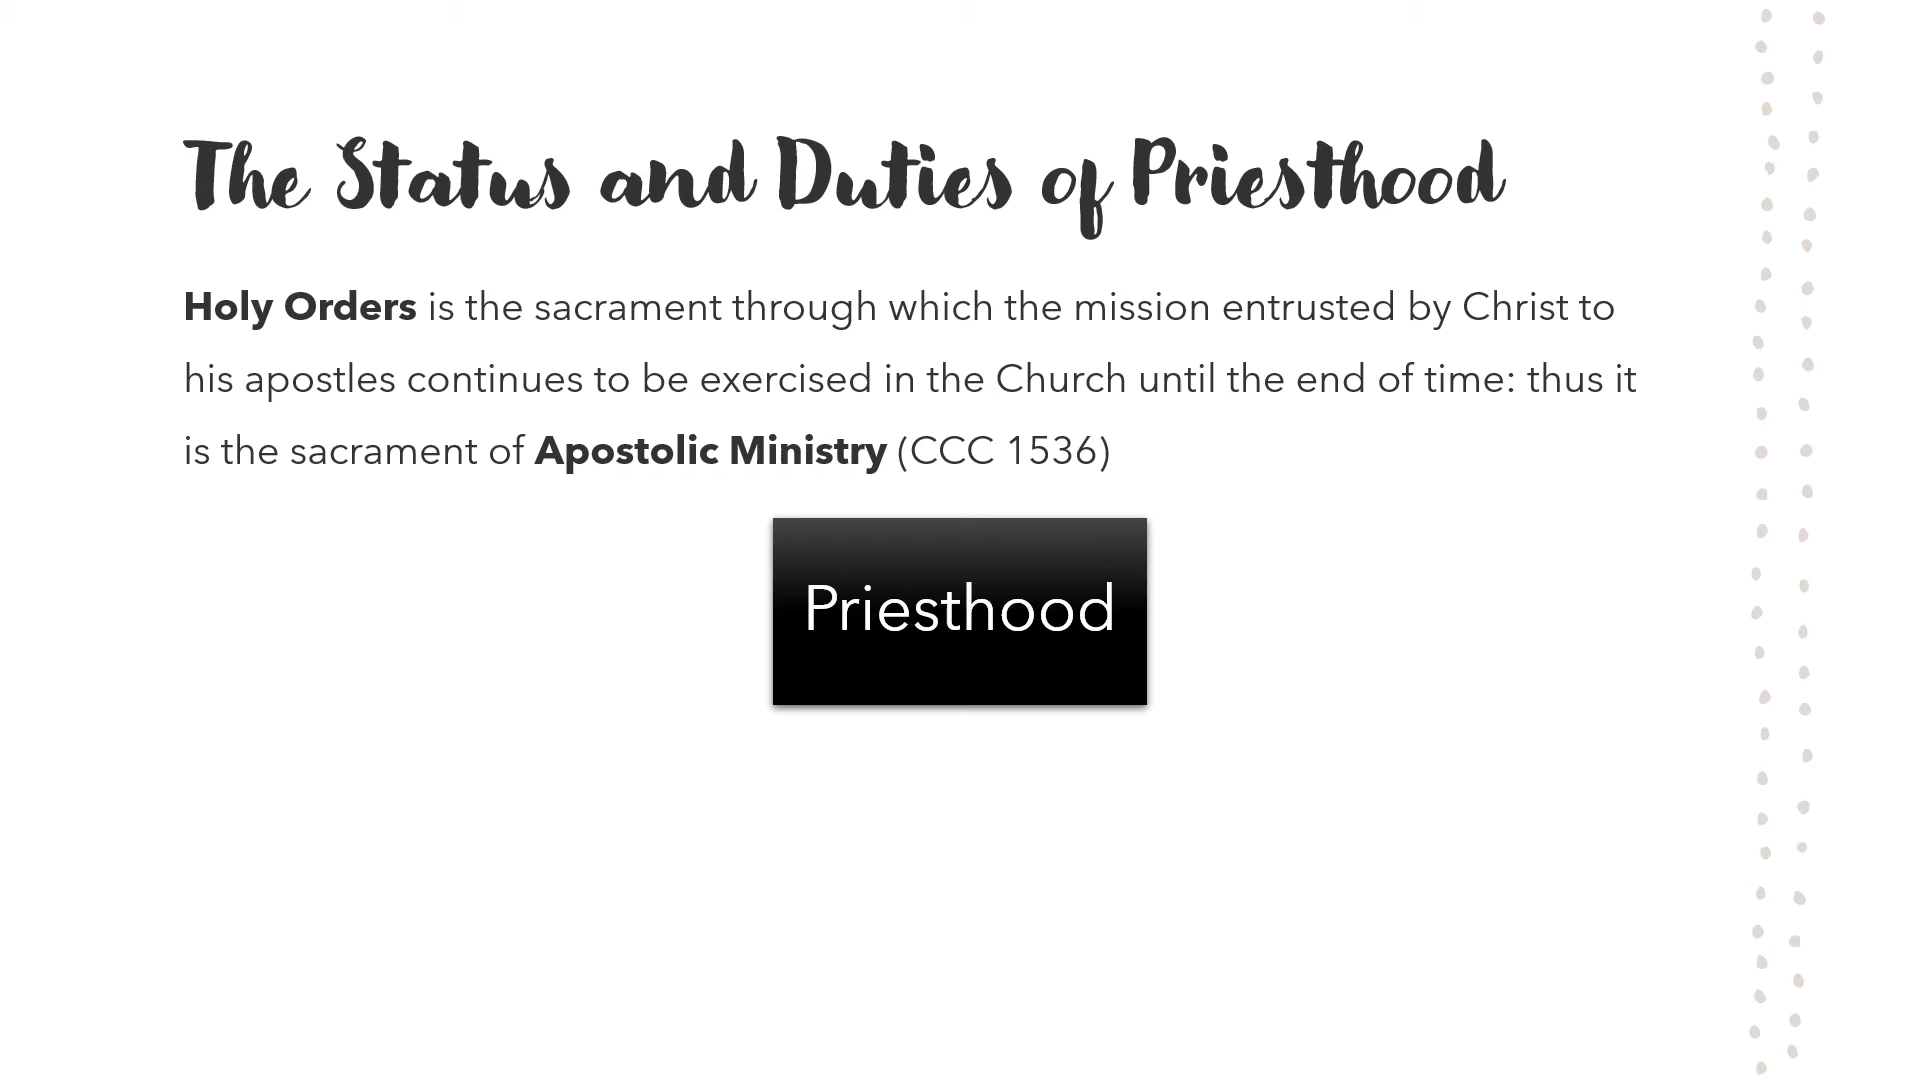 The Status and Duties of Priesthood
Holy Orders is the sacrament through which the mission entrusted by Christ to
his apostles continues to be exercised in the Church until the end of time: thus it
is the sacrament of Apostolic Ministry (CCC 1536)
Priesthood